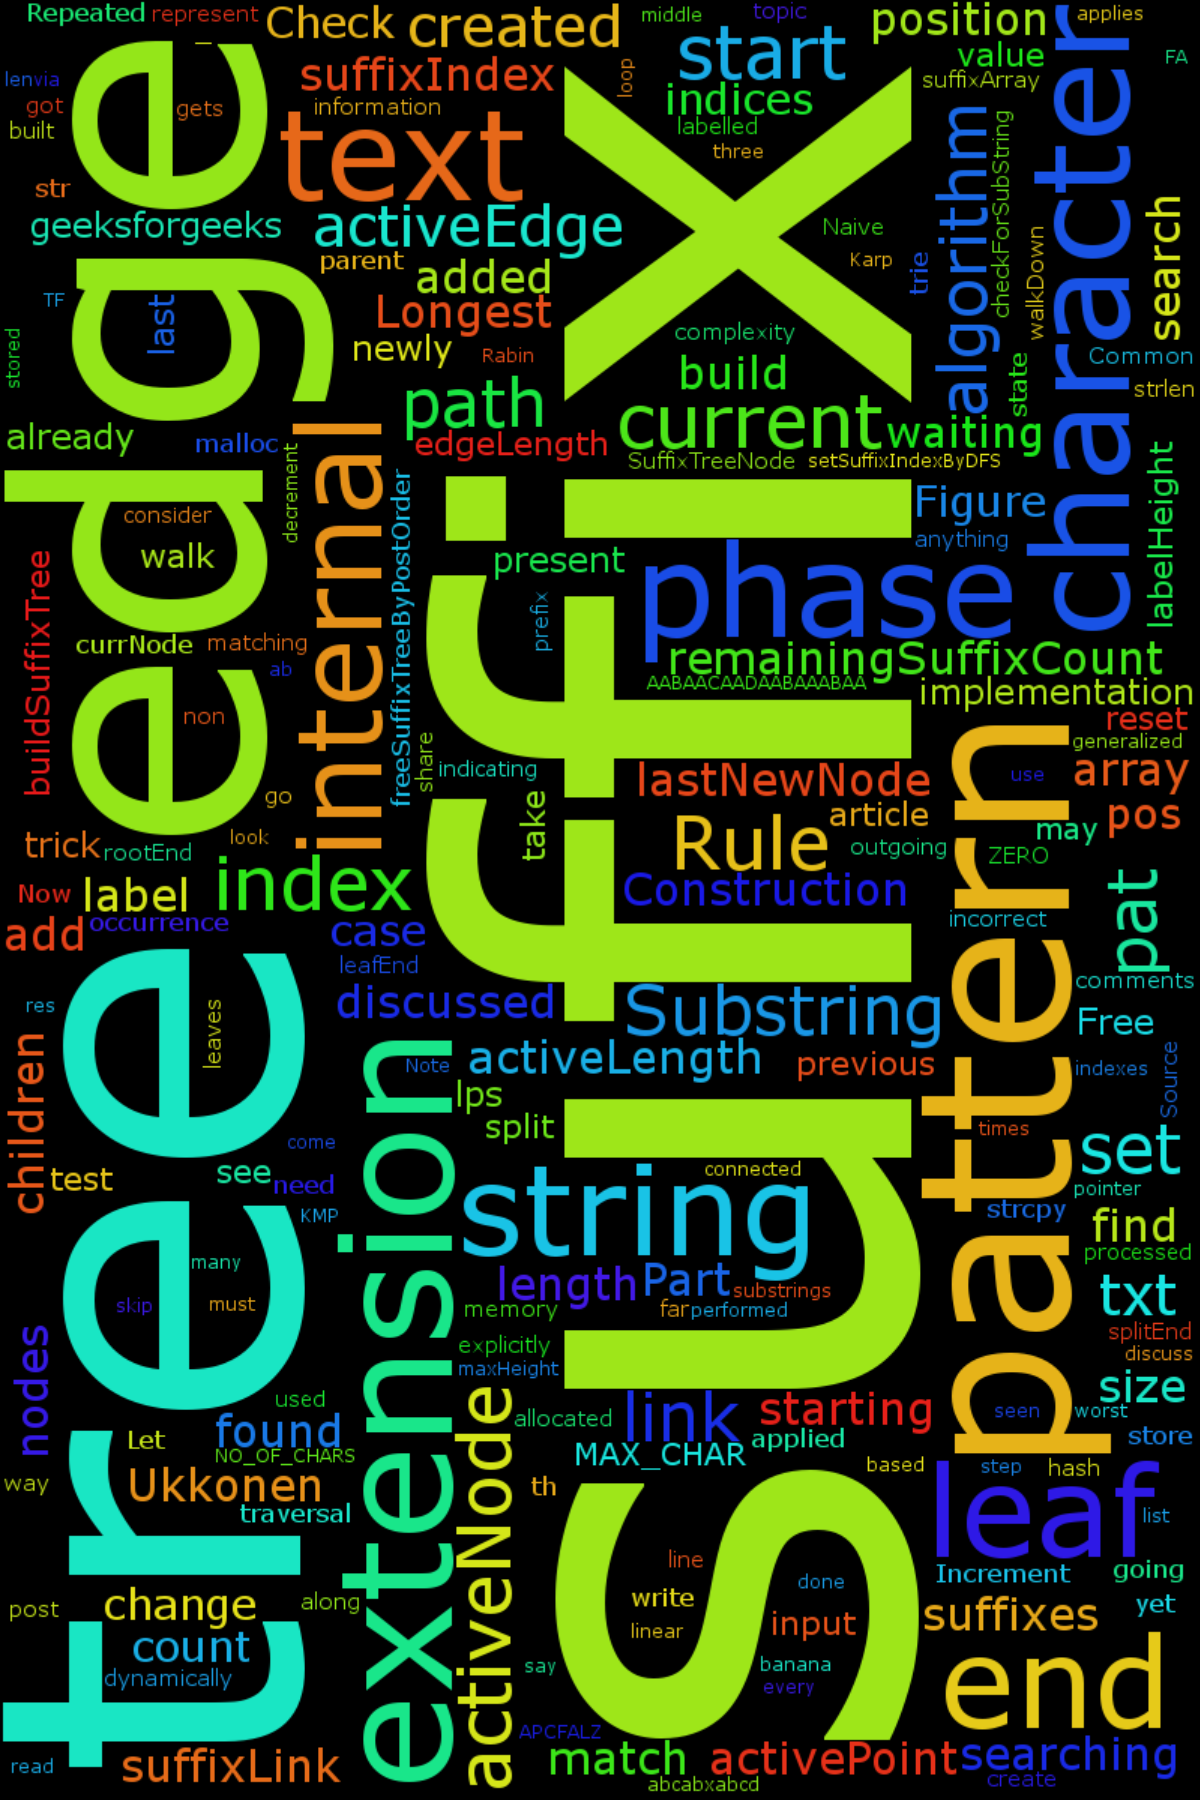 Repeated
represent
Check
created
middle
topic
position
applies
start
value
FA
len
via
suffixIndex
loop
suffixArray
got
gets
information
indices
built
text
labelled
three
algorithm
checkForSubString
character
str
edge
geeksforgeeks
activeEdge
Naive
search
parent
Karp
trie
walkDown
added
TF
last
Longest
complexity
stored
newly
Rabin
build
state
Common
path
strlen
current
waiting
already
malloc
edgeLength
decrement
internal
SuffixTreeNode
setSuffixIndexByDFS
labelHeight
freeSuffixTreeByPostOrder
Suffix
Figure
consider
anything
walk
present
phase
buildSuffixTree
prefix
currNode
matching
remainingSuffixCount
ab
AABAACAADAABAAABAA
implementation
non
reset
share
generalized
indicating
lastNewNode
use
array
go
take
article
pos
trick
look
Rule
may
rootEnd
outgoing
ZERO
Now
label
index
Construction
pat
add
occurrence
case
incorrect
pattern
leafEnd
comments
res
discussed
Substring
Free
leaves
children
Note
activeLength
previous
indexes
Source
lps
split
times
come
test
see
need
connected
set
extension
pointer
KMP
string
strcpy
find
many
processed
skip
must
length
Part
substrings
txt
memory
far
performed
tree
nodes
explicitly
splitEnd
maxHeight
discuss
used
size
found
allocated
link
starting
seen
worst
Let
applied
store
NO_OF_CHARS
MAX_CHAR
way
Ukkonen
activeNode
th
based
step
hash
traversal
leaf
list
line
Increment
going
change
along
write
done
post
input
suffixes
yet
count
linear
dynamically
say
banana
end
every
APCFALZ
read
suffixLink
match
activePoint
searching
abcabxabcd
create